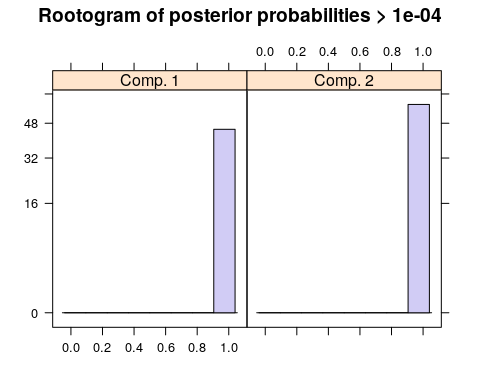 Rootogram of posterior probabilities > 1e-04
0.0 0.2 0.4 0.6 0.8 1.0
Comp. 1 Comp. 2
48
32
16
0
0.0 0.2 0.4 0.6 0.8 1.0